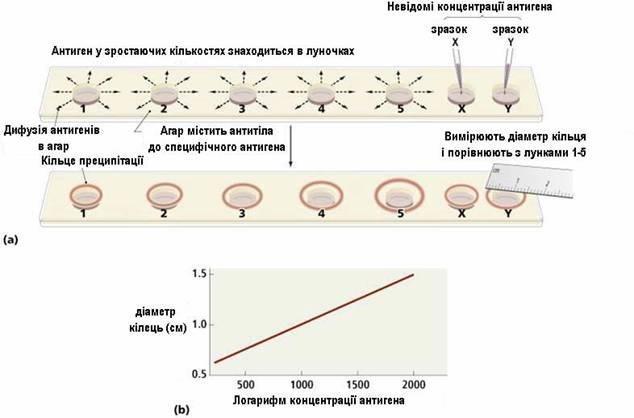 Невідомі концентрації антигена
зразок X
зразок Y
Антиген у зростаючих кількостях знаходиться в луночках
1 2 3 4 5 X Y
Дифузія антигенів
в агар
Агар містить антитіла
до специфічного антигена
Вимірюють діаметр кільця
і порівнюють з лунками 1-5
Кільце преципітації
1 2 3 4 5 X Y
(a)
1.5
діаметр
кілець (см)
1.0
0.5
500 1000 1500 2000
Логарифм концентрації антигена
(b)